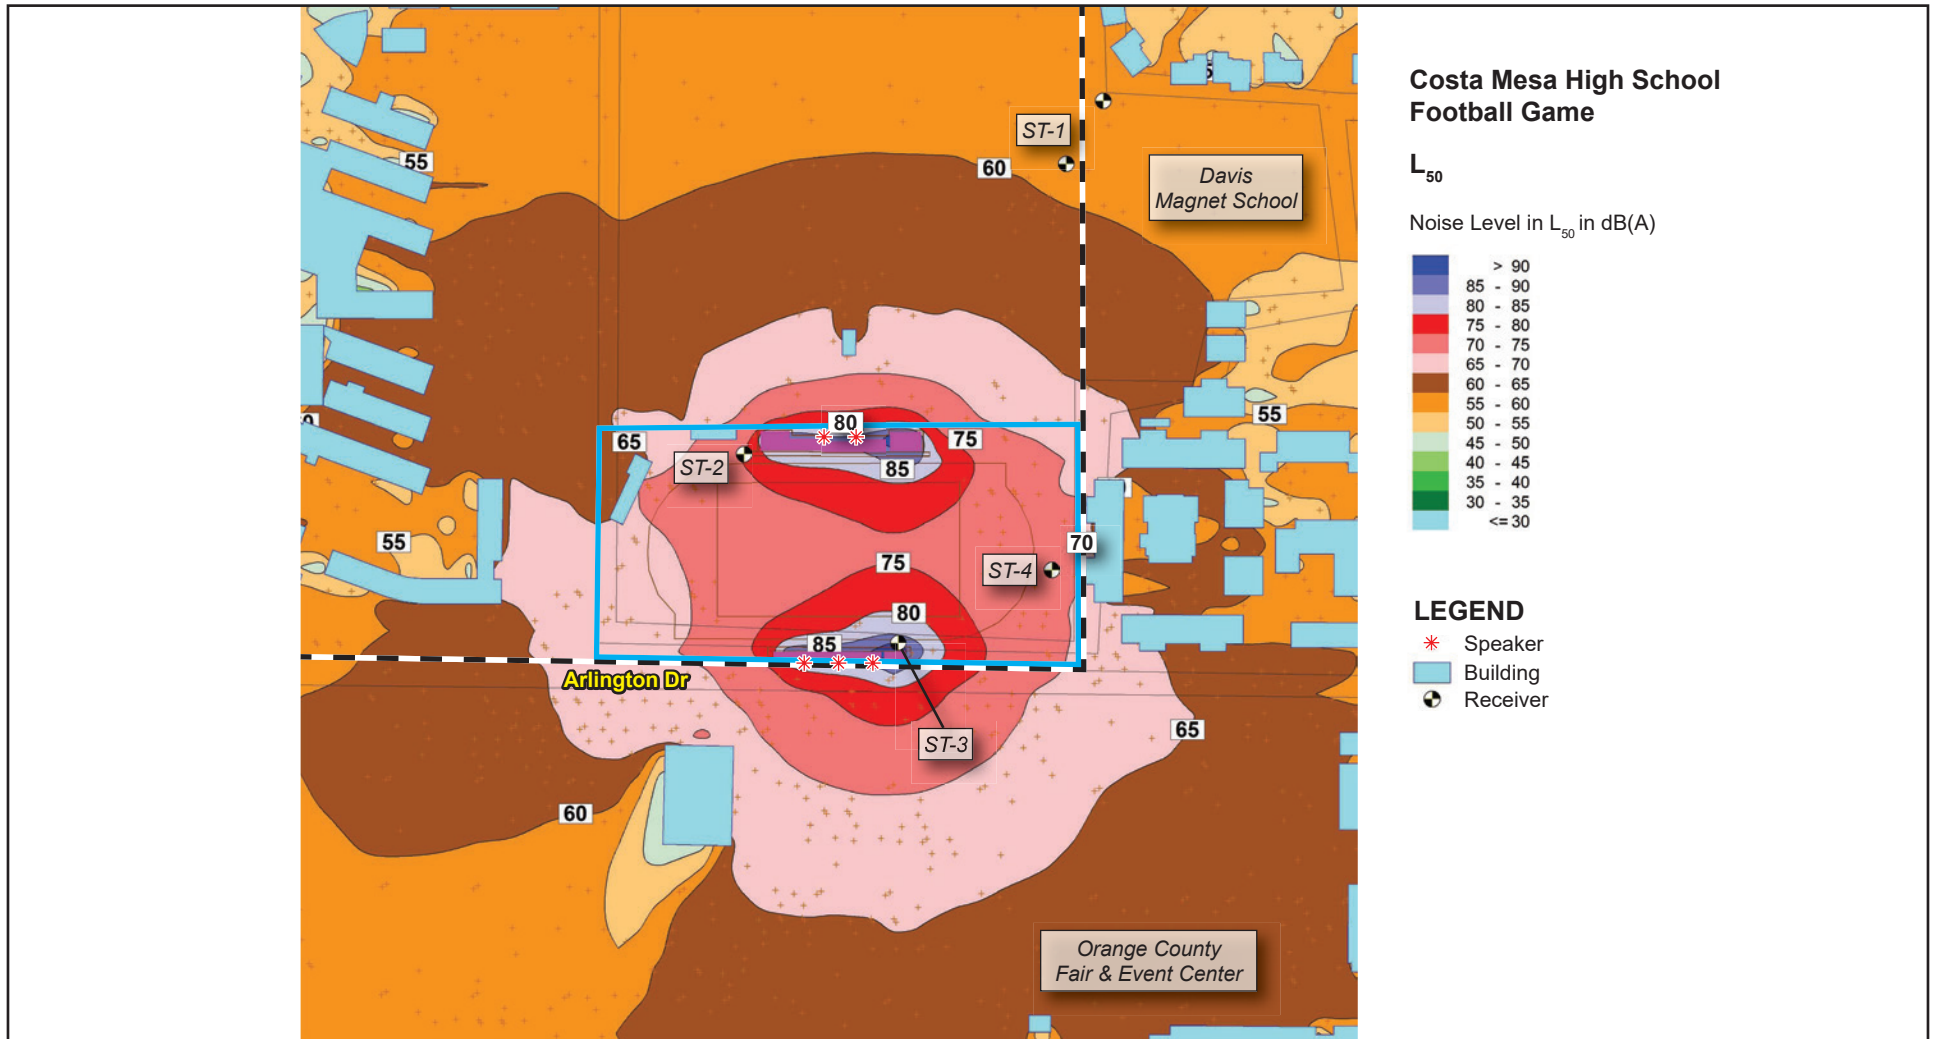 Costa Mesa High School
Football Game
L50
Noise Level in L50 in dB(A)
> 90
85 - 90
80 - 85
75 - 80
70 - 75
65 - 70
60 - 65
55 - 60
50 - 55
45 - 50
40 - 45
35 - 40
30 - 35
<= 30
LEGEND
Speaker
Building
Receiver
ST-1
Davis
Magnet School
55
60
55
65
80
75
ST-2
85
55
70
75
ST-4
80
85
Arlington Dr
ST-3
65
60
Orange County
Fair & Event Center